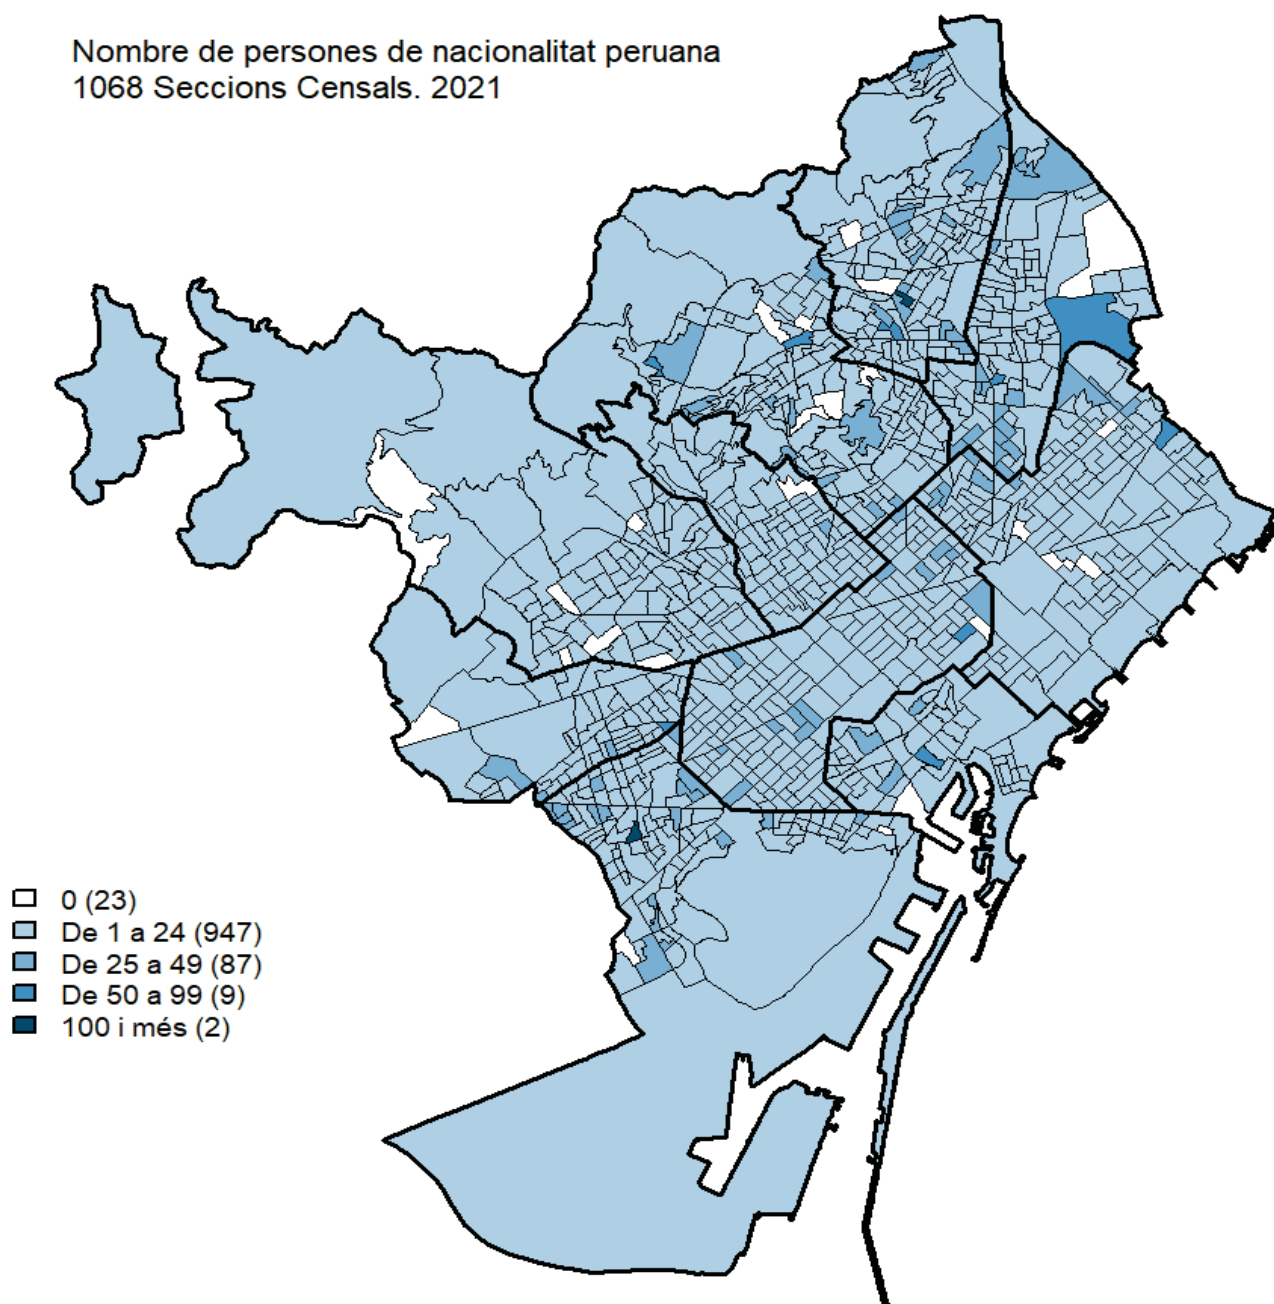 Nombre de persones de nacionalitat peruana
1068 Seccions Censals. 2021
0 (23)
De 1 a 24 (947)
De 25 a 49 (87)
De 50 a 99 (9)
100 i més (2)